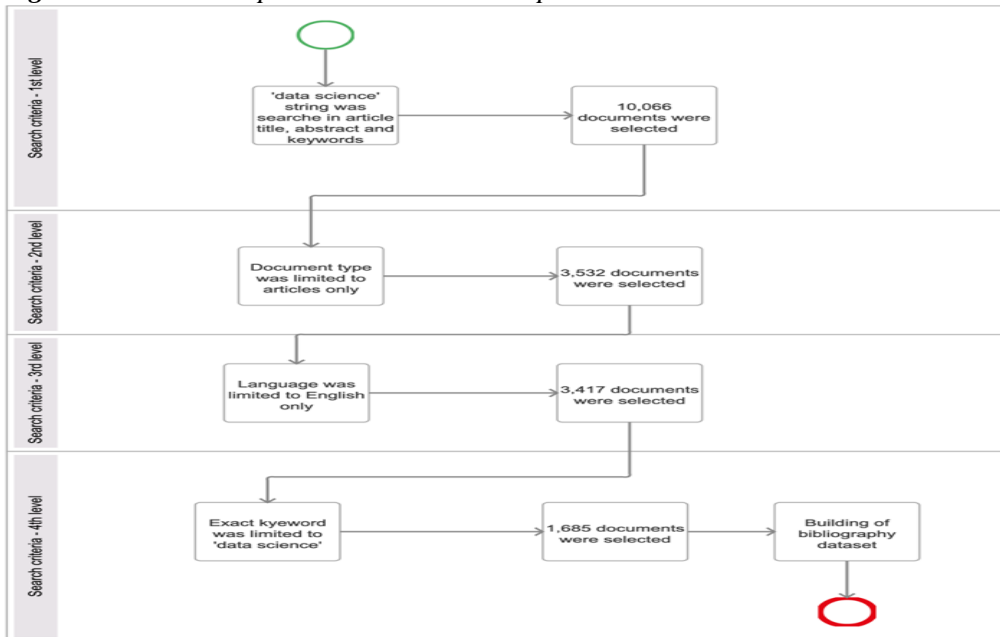 Search criteria - 1st level
'data science'
string was
searche in article
title, abstract and
keywords
10,066
documents were
selected
Search criteria - 2nd level
Document type
was limited to
articles only
3,532 documents
were selected
Search criteria - 3rd level
Language was
limited to English
only
3,417 documents
were selected
Search criteria - 4th level
Exact kyeword
was limited to
'data science'
1,685 documents
were selected
Building of
bibliography
dataset